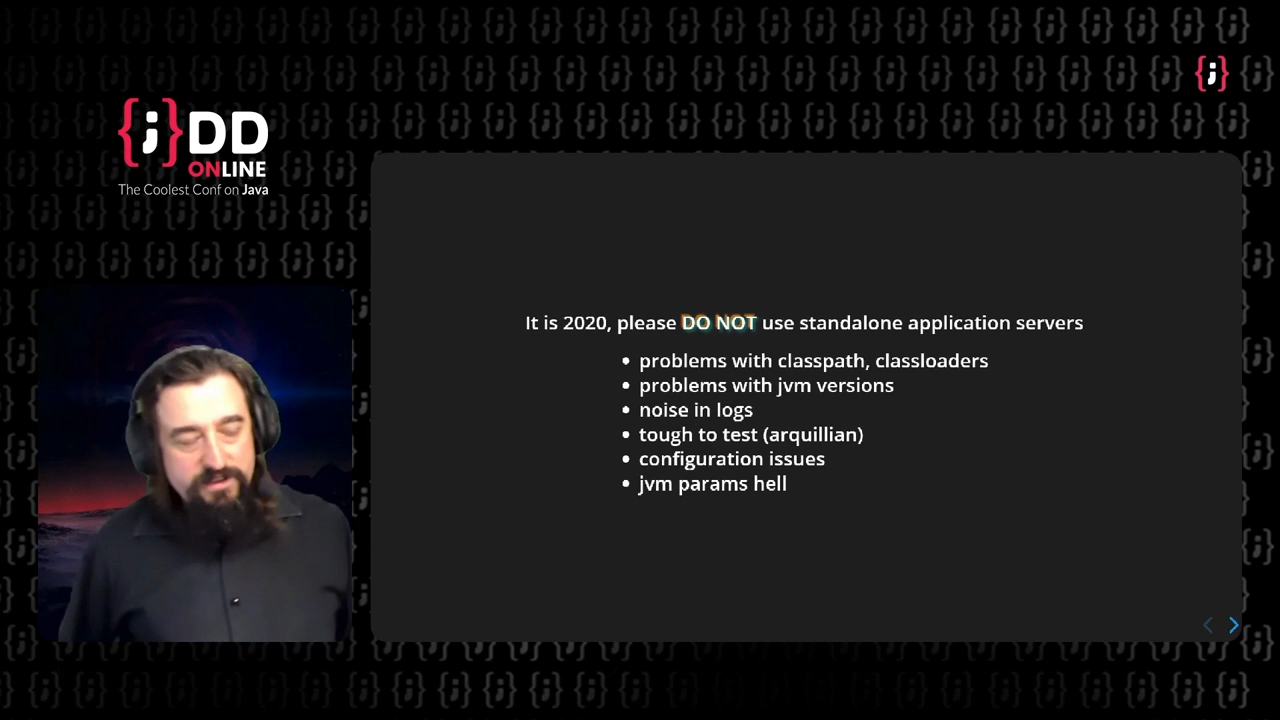 {;}DD
ONLINE
The Coolest Conf on Java
{;}
It is 2020, please DO NOT use standalone application servers
• problems with classpath, classloaders
• problems with jvm versions
• noise in logs
• tough to test (arquillian)
• configuration issues
• jvm params hell